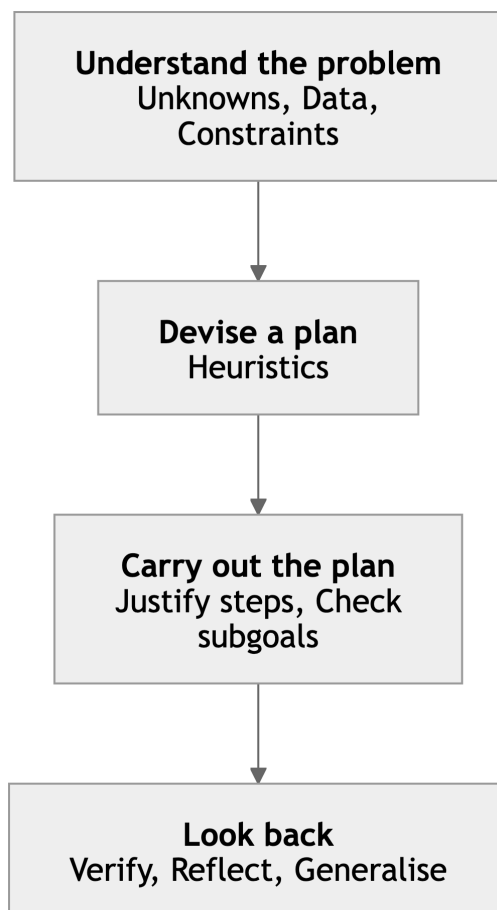 Understand the problem
Unknowns, Data,
Constraints
Devise a plan
Heuristics
Carry out the plan
Justify steps, Check
subgoals
Look back
Verify, Reflect, Generalise